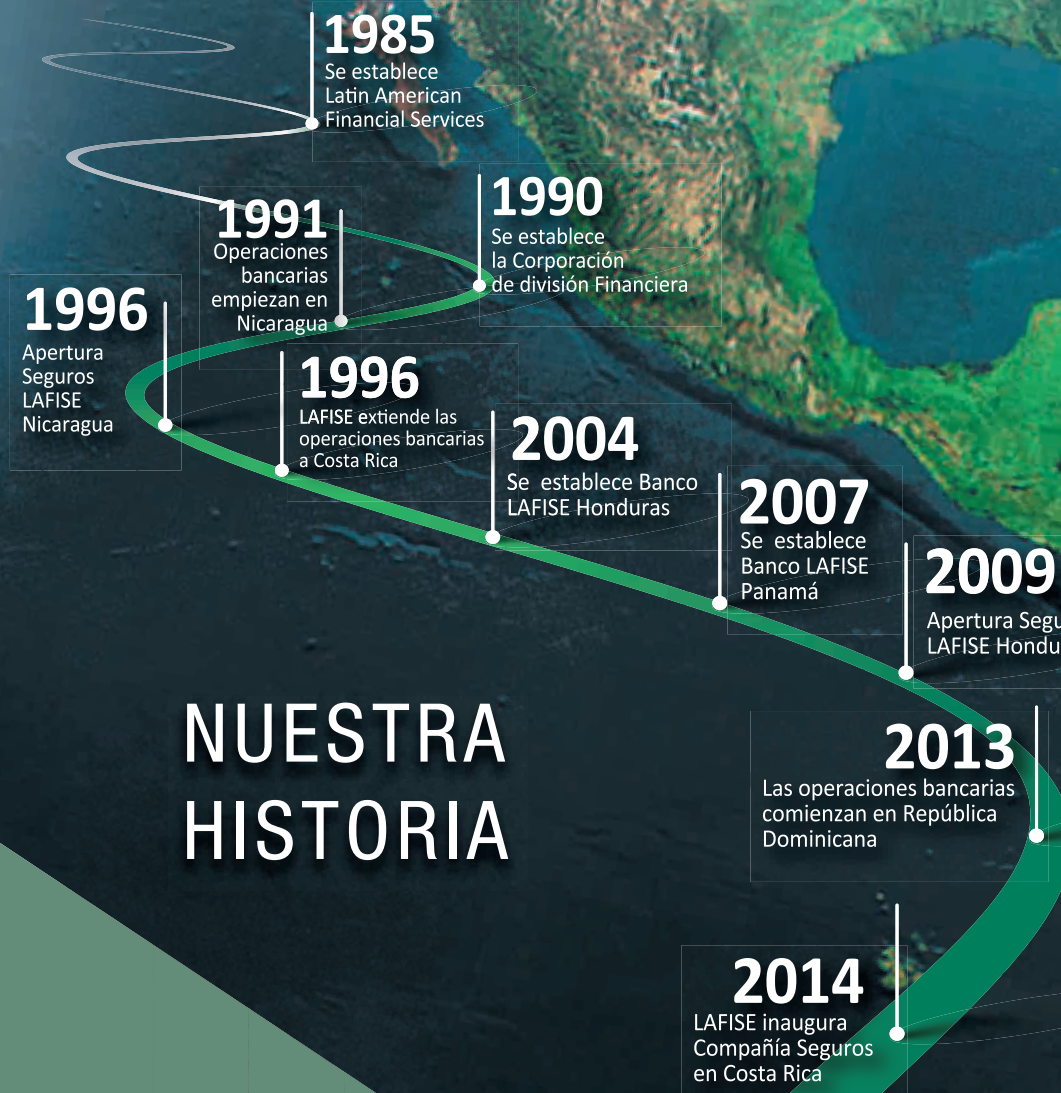 1985
Se establece
Latin American
Financial Services
1990
Se establece
la Corporación
de división Financiera
1991
Operaciones
bancarias
empiezan en
Nicaragua
1996
Apertura
Seguros
LAFISE
Nicaragua
1996
LAFISE extiende las
operaciones bancarias
a Costa Rica
2004
Se establece Banco
LAFISE Honduras
2007
Se establece
Banco LAFISE
Panamá
2009
Apertura
LAFISE
NUESTRA
HISTORIA
2013
Las operaciones bancarias
comienzan en República
Dominicana
2014
LAFISE inaugura
Compañía Seguros
en Costa Rica